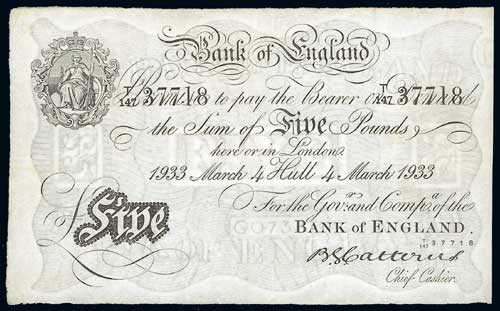 Bank of England
T/147 37718 to pay the Bearer on Demand T/147 37718
the Sum of Five Pounds
here or in London.
1933 March 4 Hull 4 March 1933
For the Gov.r and Comp.a of the
Five BANK OF ENGLAND.
T/147 37718
B G Catterns
Chief Cashier.